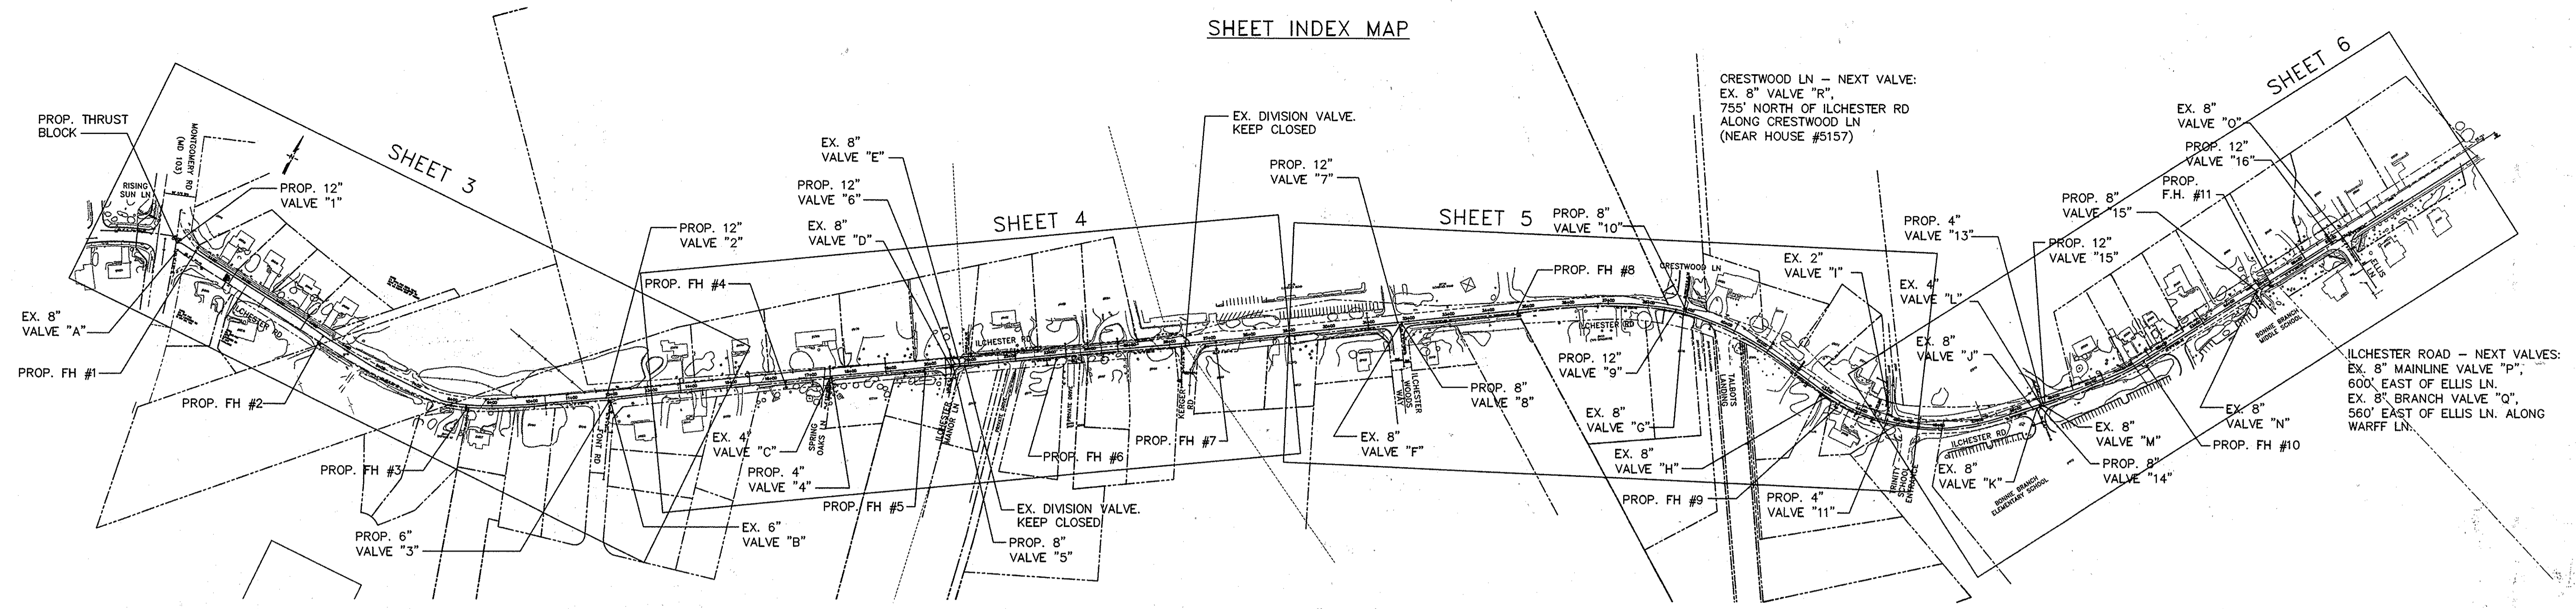 SHEET INDEX MAP
PROP. THRUST
BLOCK
MONTGOMERY RD
(MD 103)
RISING
SUN LN
SHEET 3
PROP. 12"
VALVE "1"
EX. 8"
VALVE "A"
PROP. FH #1
ILCHESTER RD
PROP. FH #2
PROP. FH #3
PROP. 6"
VALVE "3"
FONT RD
PROP. 12"
VALVE "2"
PROP. FH #4
EX. 6"
VALVE "B"
EX. 4"
VALVE "C"
SPRING
OAKS LN
PROP. 4"
VALVE "4"
EX. 8"
VALVE "E"
PROP. 12"
VALVE "6"
EX. 8"
VALVE "D"
SHEET 4
PROP. FH #5
ILCHESTER
MANOR LN
ILCHESTER RD
EX. DIVISION VALVE.
KEEP CLOSED
PROP. 8"
VALVE "5"
PRIVATE DRIVE
PROP. FH #6
PRIVATE DRIVE
KERGER
RD
PROP. FH #7
EX. DIVISION VALVE.
KEEP CLOSED
PROP. 12"
VALVE "7"
SHEET 5
EX. 8"
VALVE "F"
ILCHESTER
WOODS
WAY
PROP. 8"
VALVE "8"
PROP. FH #8
PROP. 8"
VALVE "10"
ILCHESTER RD
PROP. 12"
VALVE "9"
EX. 8"
VALVE "G"
CRESTWOOD LN
CRESTWOOD LN – NEXT VALVE:
EX. 8" VALVE "R",
755' NORTH OF ILCHESTER RD
ALONG CRESTWOOD LN
(NEAR HOUSE #5157)
TALBOTS
LANDING
EX. 8"
VALVE "H"
PROP. FH #9
EX. 2"
VALVE "I"
PROP. 4"
VALVE "11"
EX. 4"
VALVE "L"
EX. 8"
VALVE "J"
TRINITY
SCHOOL
ENTRANCE
EX. 8"
VALVE "K"
ILCHESTER RD
BONNIE BRANCH
ELEMENTARY SCHOOL
PROP. 4"
VALVE "13"
PROP. 12"
VALVE "15"
EX. 8"
VALVE "M"
PROP. 8"
VALVE "14"
PROP. FH #10
PROP. 8"
VALVE "15"
PROP.
F.H. #11
EX. 8"
VALVE "N"
BONNIE BRANCH
MIDDLE SCHOOL
EX. 8"
VALVE "O"
PROP. 12"
VALVE "16"
SHEET 6
ELLIS
LN
ILCHESTER ROAD – NEXT VALVES:
EX. 8" MAINLINE VALVE "P",
600' EAST OF ELLIS LN.
EX. 8" BRANCH VALVE "Q",
560' EAST OF ELLIS LN. ALONG
WARFF LN.